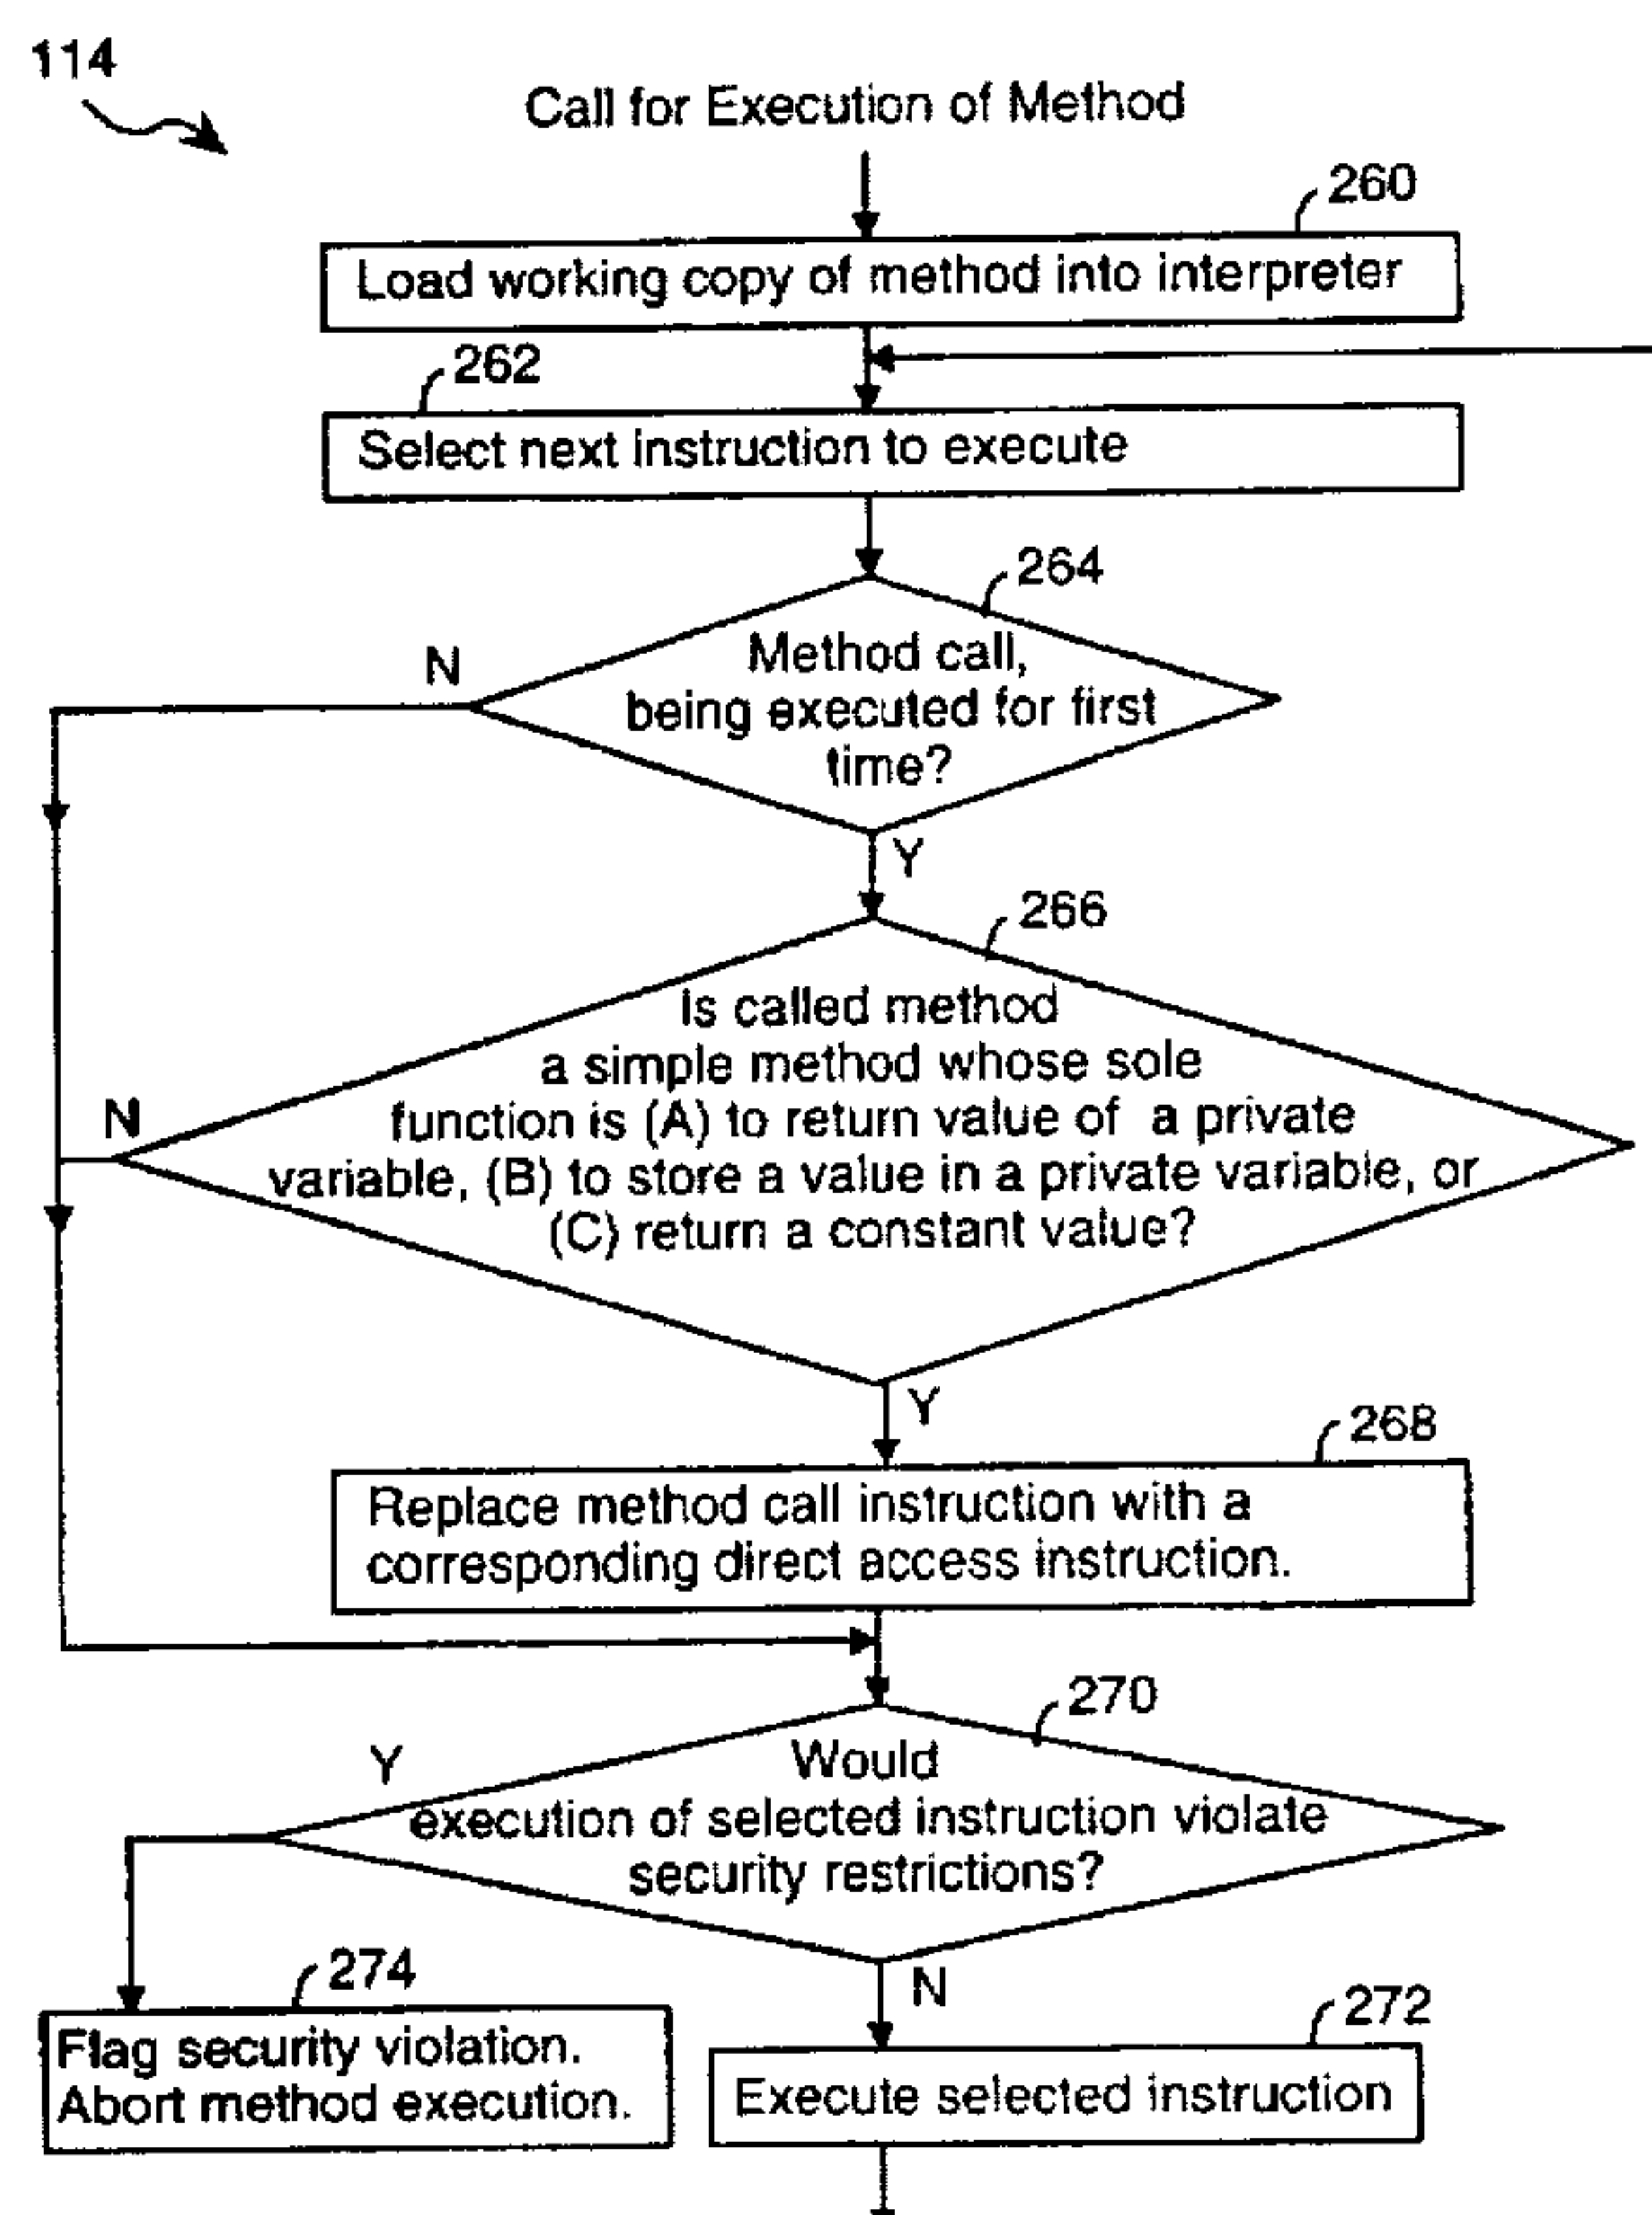 114
Call for Execution of Method
260
Load working copy of method into interpreter
262
Select next instruction to execute
264
N
Method call,
being executed for first
time?
Y
266
Is called method
a simple method whose sole
N
function is (A) to return value of a private
variable, (B) to store a value in a private variable, or
(C) return a constant value?
Y
268
Replace method call instruction with a
corresponding direct access instruction.
270
Y
Would
execution of selected instruction violate
security restrictions?
274
N
272
Flag security violation.
Abort method execution.
Execute selected instruction